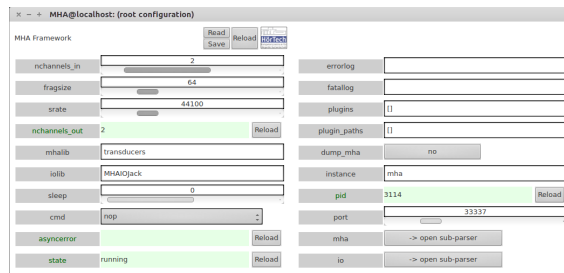 MHA@localhost: (root configuration)
MHA Framework
Read
Save
Reload
HörTech
nchannels_in 2
fragsize 64
srate 44100
nchannels_out 2 Reload
mhalib transducers
iolib MHAIOJack
sleep 0
cmd nop
asyncerror Reload
state running Reload
errorlog
fatallog
plugins []
plugin_paths []
dump_mha no
instance mha
pid 3114 Reload
port 33337
mha -> open sub-parser
io -> open sub-parser